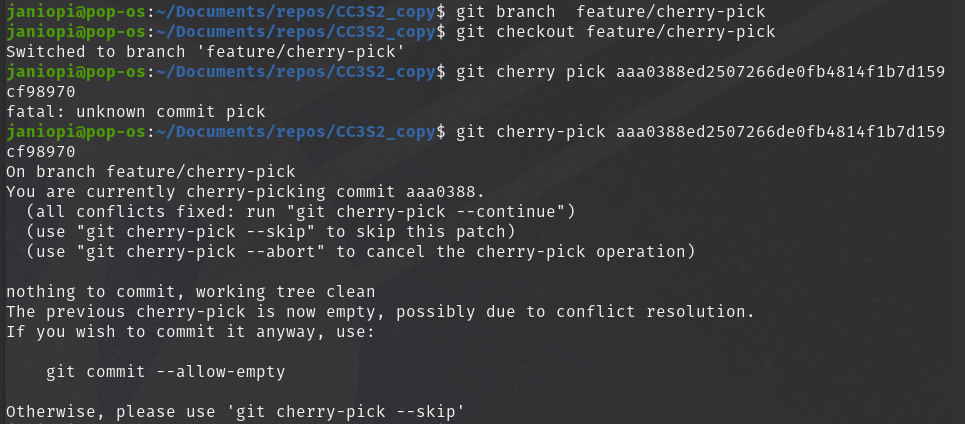 janiopi@pop-os:~/Documents/repos/CC3S2_copy$ git branch  feature/cherry-pick
janiopi@pop-os:~/Documents/repos/CC3S2_copy$ git checkout feature/cherry-pick
Switched to branch 'feature/cherry-pick'
janiopi@pop-os:~/Documents/repos/CC3S2_copy$ git cherry pick aaa0388ed2507266de0fb4814f1b7d159
cf98970
fatal: unknown commit pick
janiopi@pop-os:~/Documents/repos/CC3S2_copy$ git cherry-pick aaa0388ed2507266de0fb4814f1b7d159
cf98970
On branch feature/cherry-pick
You are currently cherry-picking commit aaa0388.
  (all conflicts fixed: run "git cherry-pick --continue")
  (use "git cherry-pick --skip" to skip this patch)
  (use "git cherry-pick --abort" to cancel the cherry-pick operation)

nothing to commit, working tree clean
The previous cherry-pick is now empty, possibly due to conflict resolution.
If you wish to commit it anyway, use:

    git commit --allow-empty

Otherwise, please use 'git cherry-pick --skip'